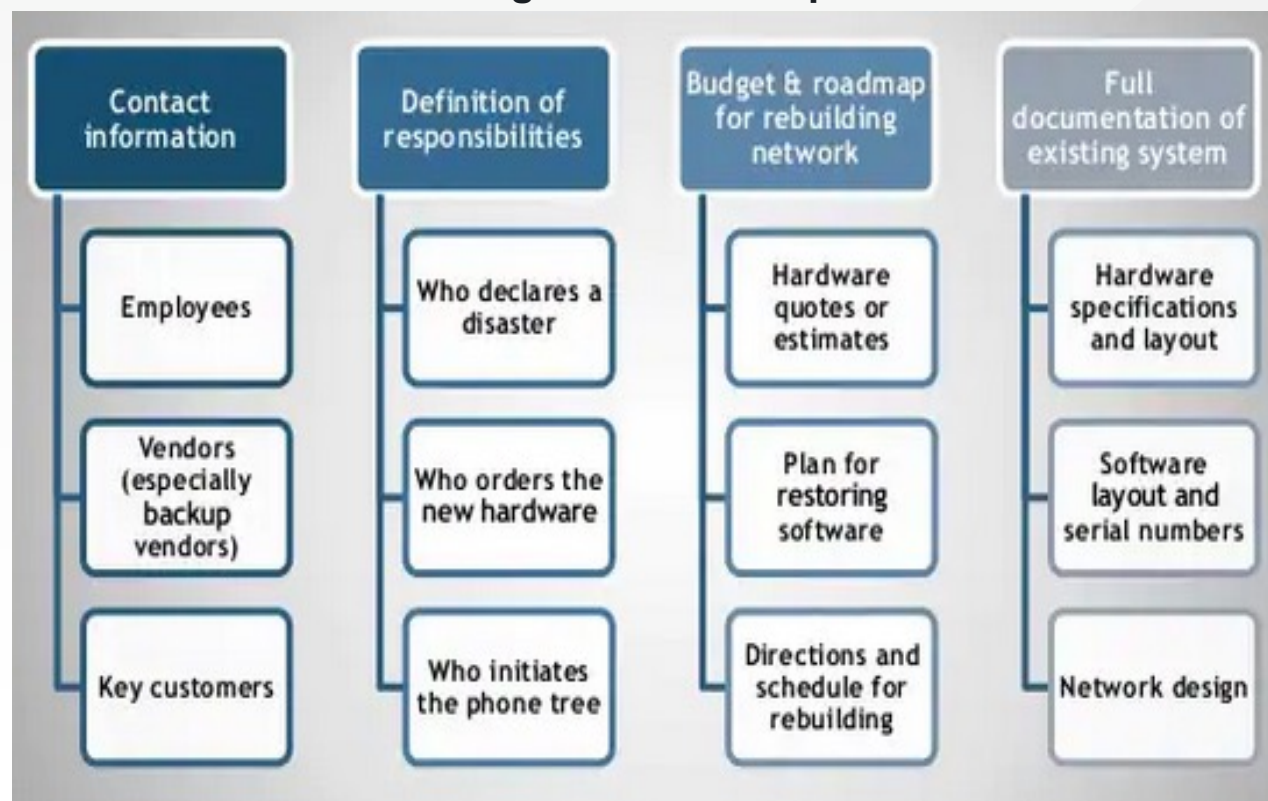 Contact
information
Employees
Vendors
(especially
backup
vendors)
Key customers
Definition of
responsibilities
Who declares a
disaster
Who orders the
new hardware
Who initiates
the phone tree
Budget & roadmap
for rebuilding
network
Hardware
quotes or
estimates
Plan for
restoring
software
Directions and
schedule for
rebuilding
Full
documentation of
existing system
Hardware
specifications
and layout
Software
layout and
serial numbers
Network design